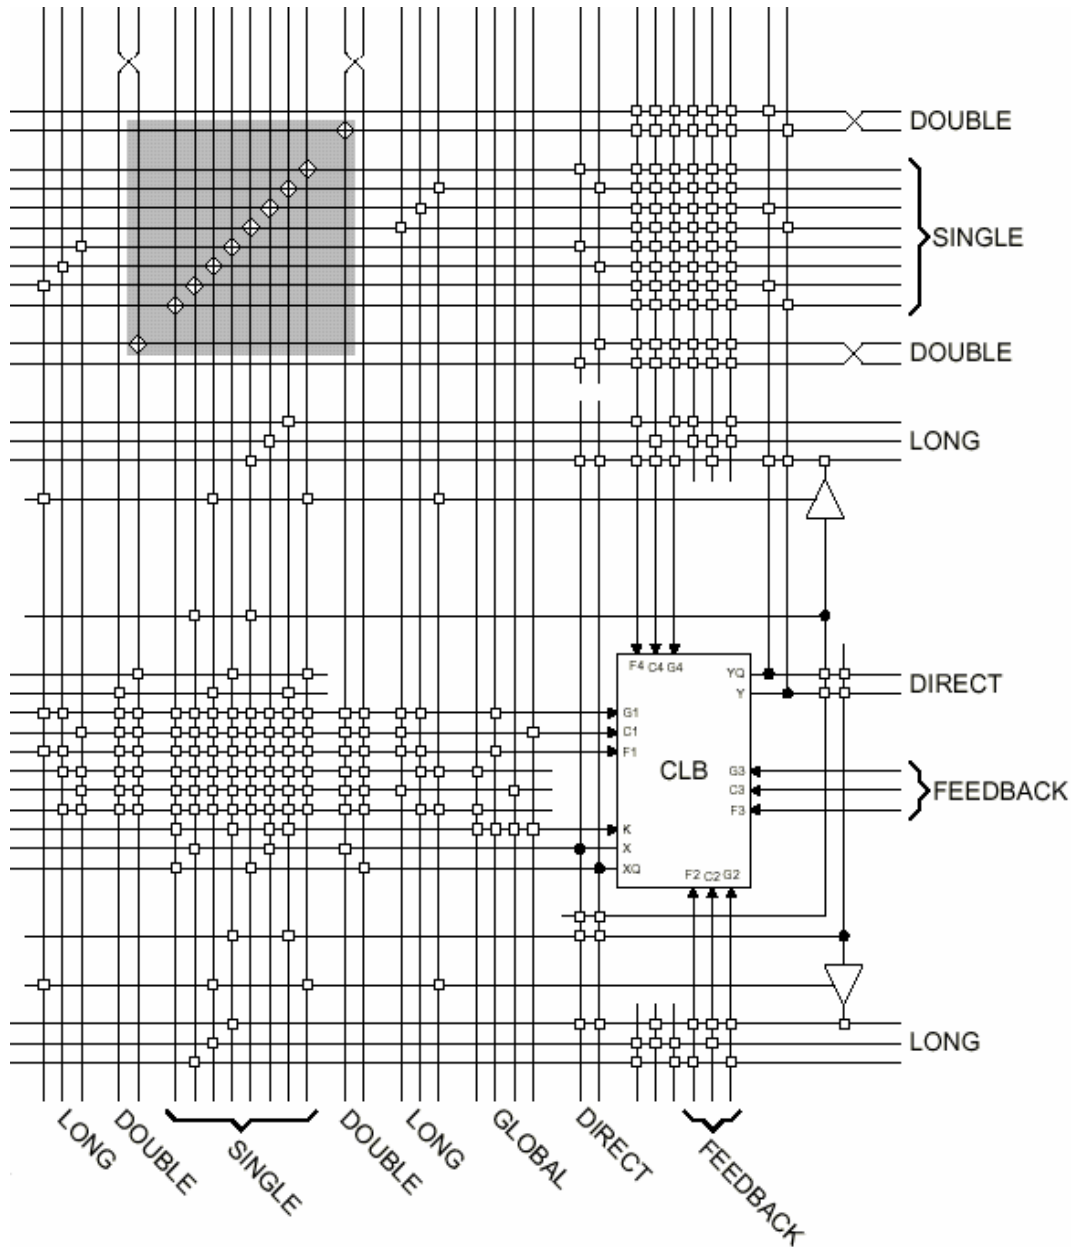 DOUBLE
SINGLE
DOUBLE
LONG
F4 C4 G4
YQ
DIRECT
Y
G1
C1
F1
CLB
G3
FEEDBACK
C3
F3
K
X
XQ
F2 C2 G2
LONG
LONG
DOUBLE
SINGLE
DOUBLE
LONG
GLOBAL
DIRECT
FEEDBACK